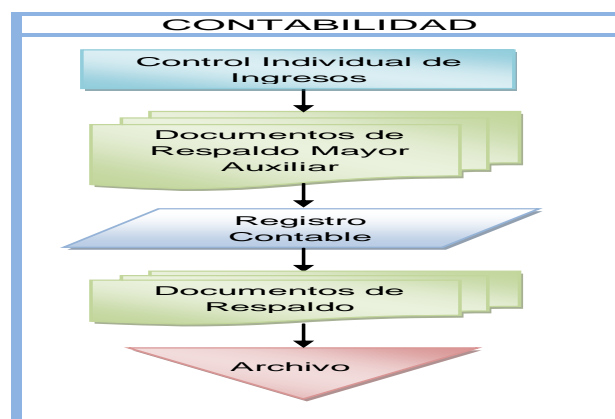 CONTABILIDAD
Control Individual de
Ingresos
Documentos de
Respaldo Mayor
Auxiliar
Registro
Contable
Documentos de
Respaldo
Archivo